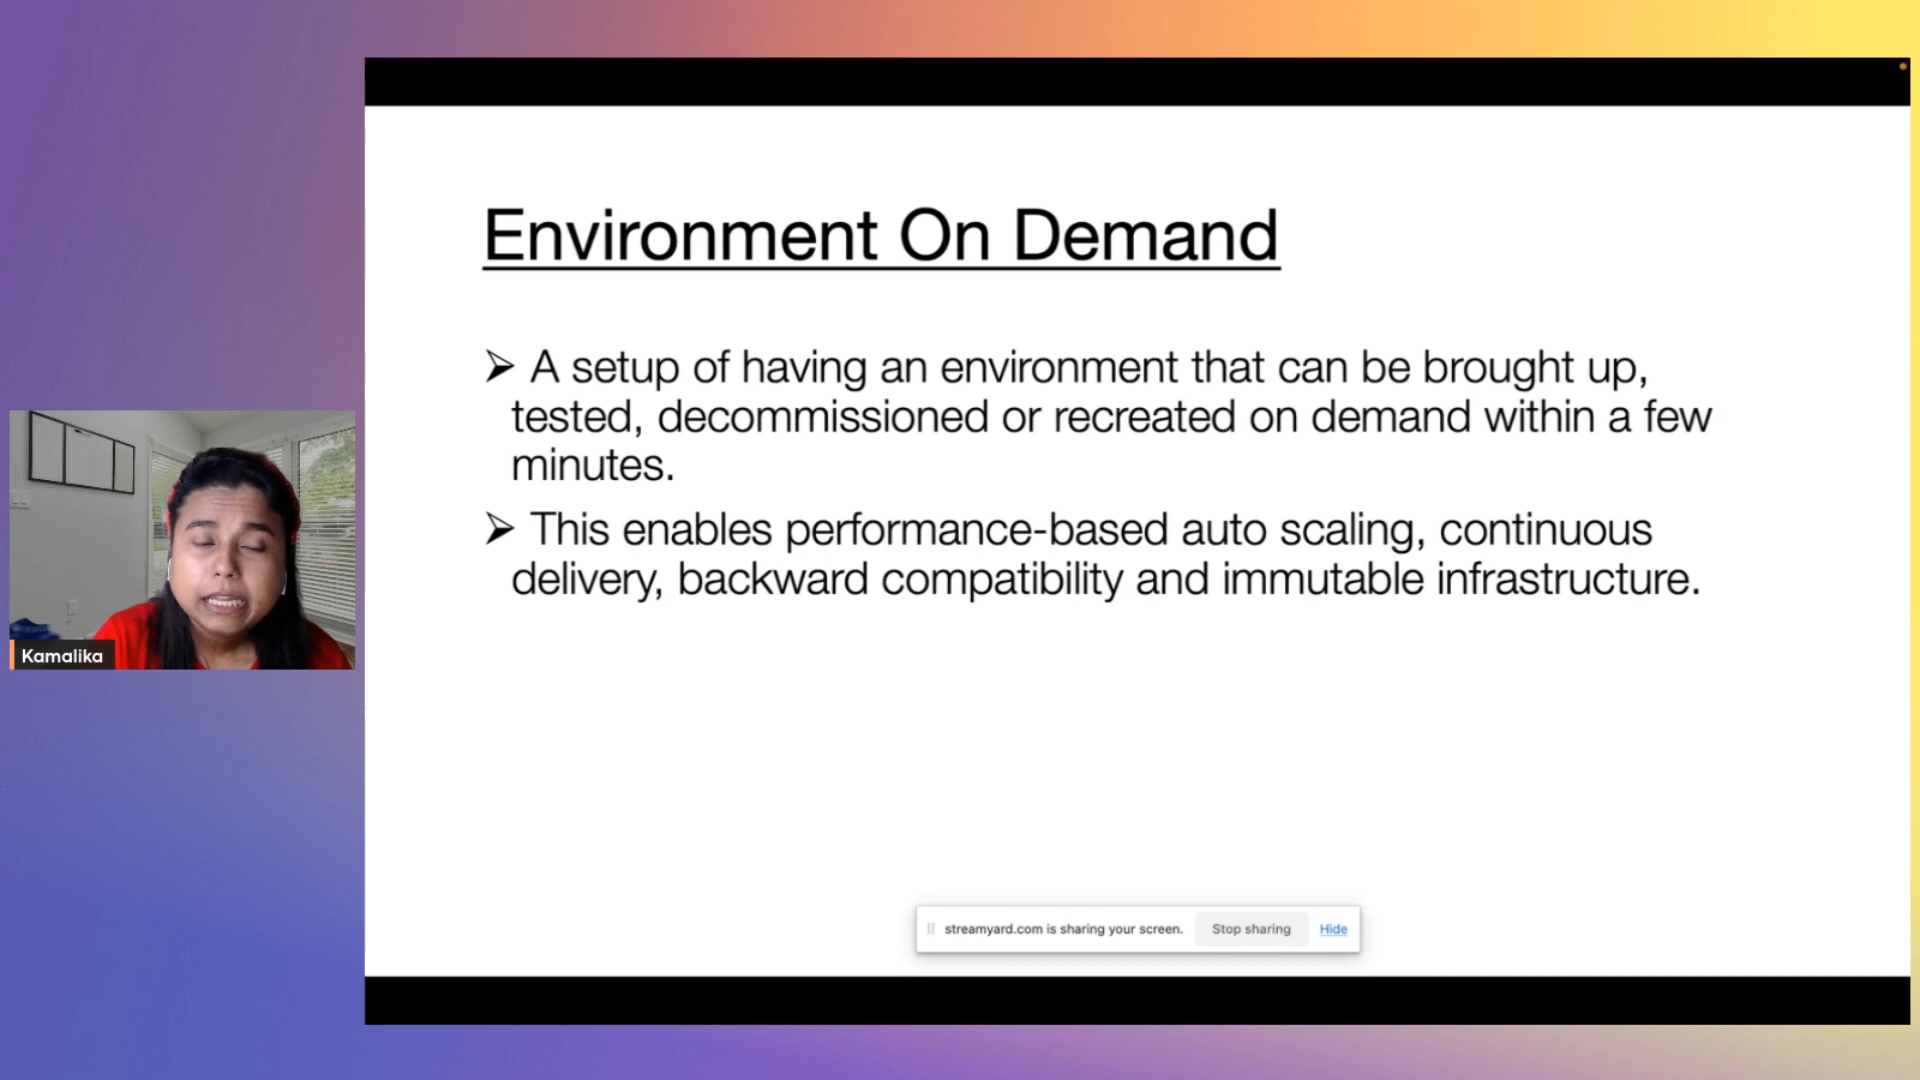 Environment On Demand
➢ A setup of having an environment that can be brought up,
tested, decommissioned or recreated on demand within a few
minutes.
➢ This enables performance-based auto scaling, continuous
delivery, backward compatibility and immutable infrastructure.
Kamalika
streamyard.com is sharing your screen. Stop sharing Hide